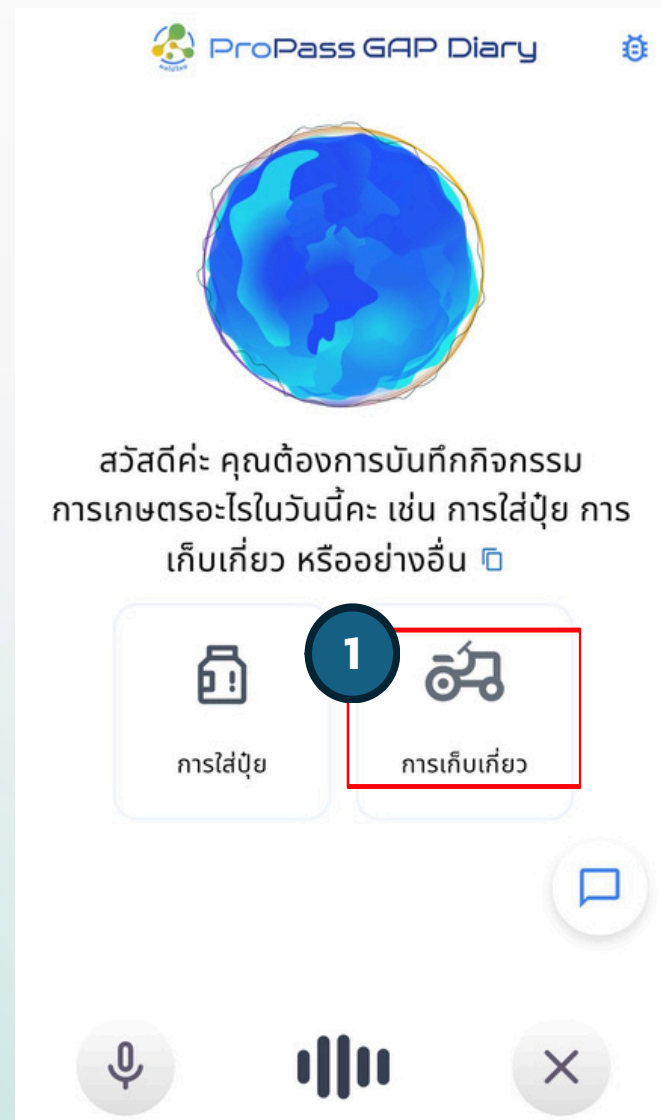 ProPass GAP Diary
สวัสดีค่ะ คุณต้องการบันทึกกิจกรรม
การเกษตรอะไรในวันนี้คะ เช่น การใส่ปุ๋ย การ
เก็บเกี่ยว หรืออย่างอื่น
1
การใส่ปุ๋ย
การเก็บเกี่ยว